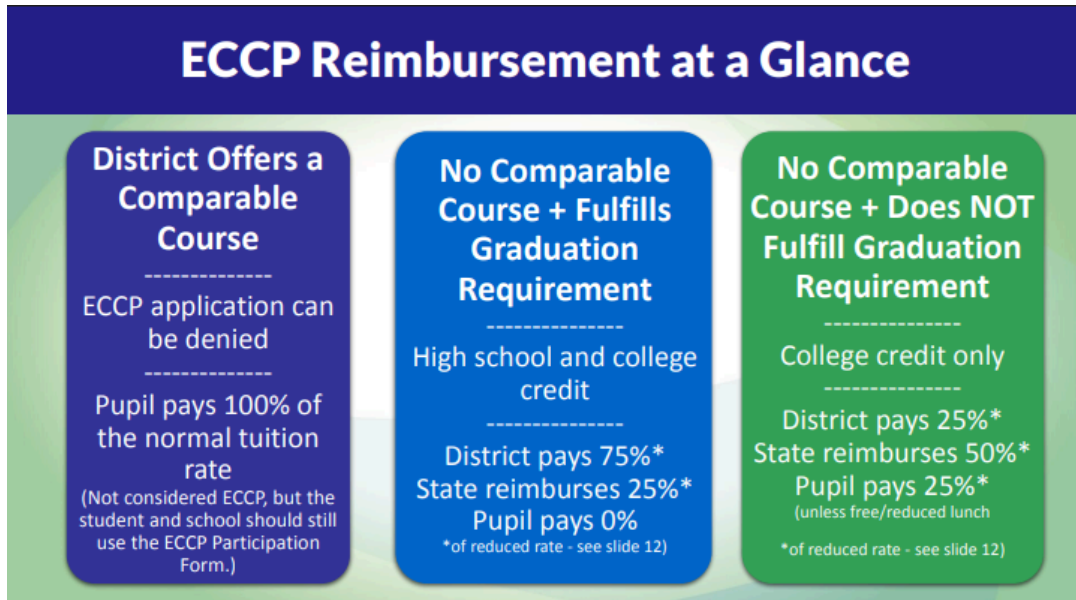 ECCP Reimbursement at a Glance
District Offers a
Comparable
Course
--------------
ECCP application can
be denied
--------------
Pupil pays 100% of
the normal tuition
rate
(Not considered ECCP, but the
student and school should still
use the ECCP Participation
Form.)
No Comparable
Course + Fulfills
Graduation
Requirement
---------------
High school and college
credit
---------------
District pays 75%*
State reimburses 25%*
Pupil pays 0%
*of reduced rate - see slide 12)
No Comparable
Course + Does NOT
Fulfill Graduation
Requirement
---------------
College credit only
---------------
District pays 25%*
State reimburses 50%*
Pupil pays 25%*
(unless free/reduced lunch
*of reduced rate - see slide 12)